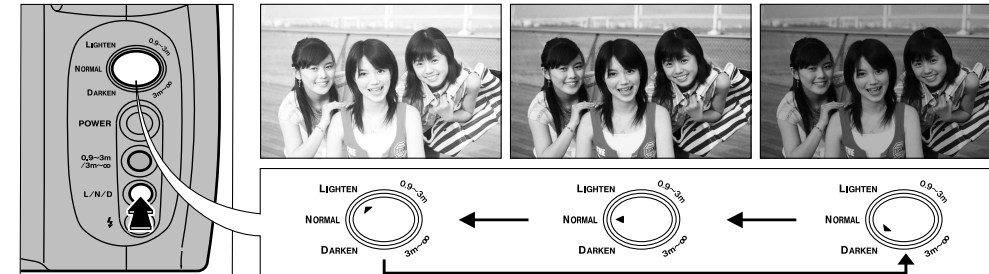 LIGHTEN
0.9~3m
NORMAL
DARKEN
3m~∞
POWER
0.9~3m
/3m~∞
L/N/D
LIGHTEN
0.9~3m
NORMAL
DARKEN
3m~∞
LIGHTEN
0.9~3m
NORMAL
DARKEN
3m~∞
LIGHTEN
0.9~3m
NORMAL
DARKEN
3m~∞